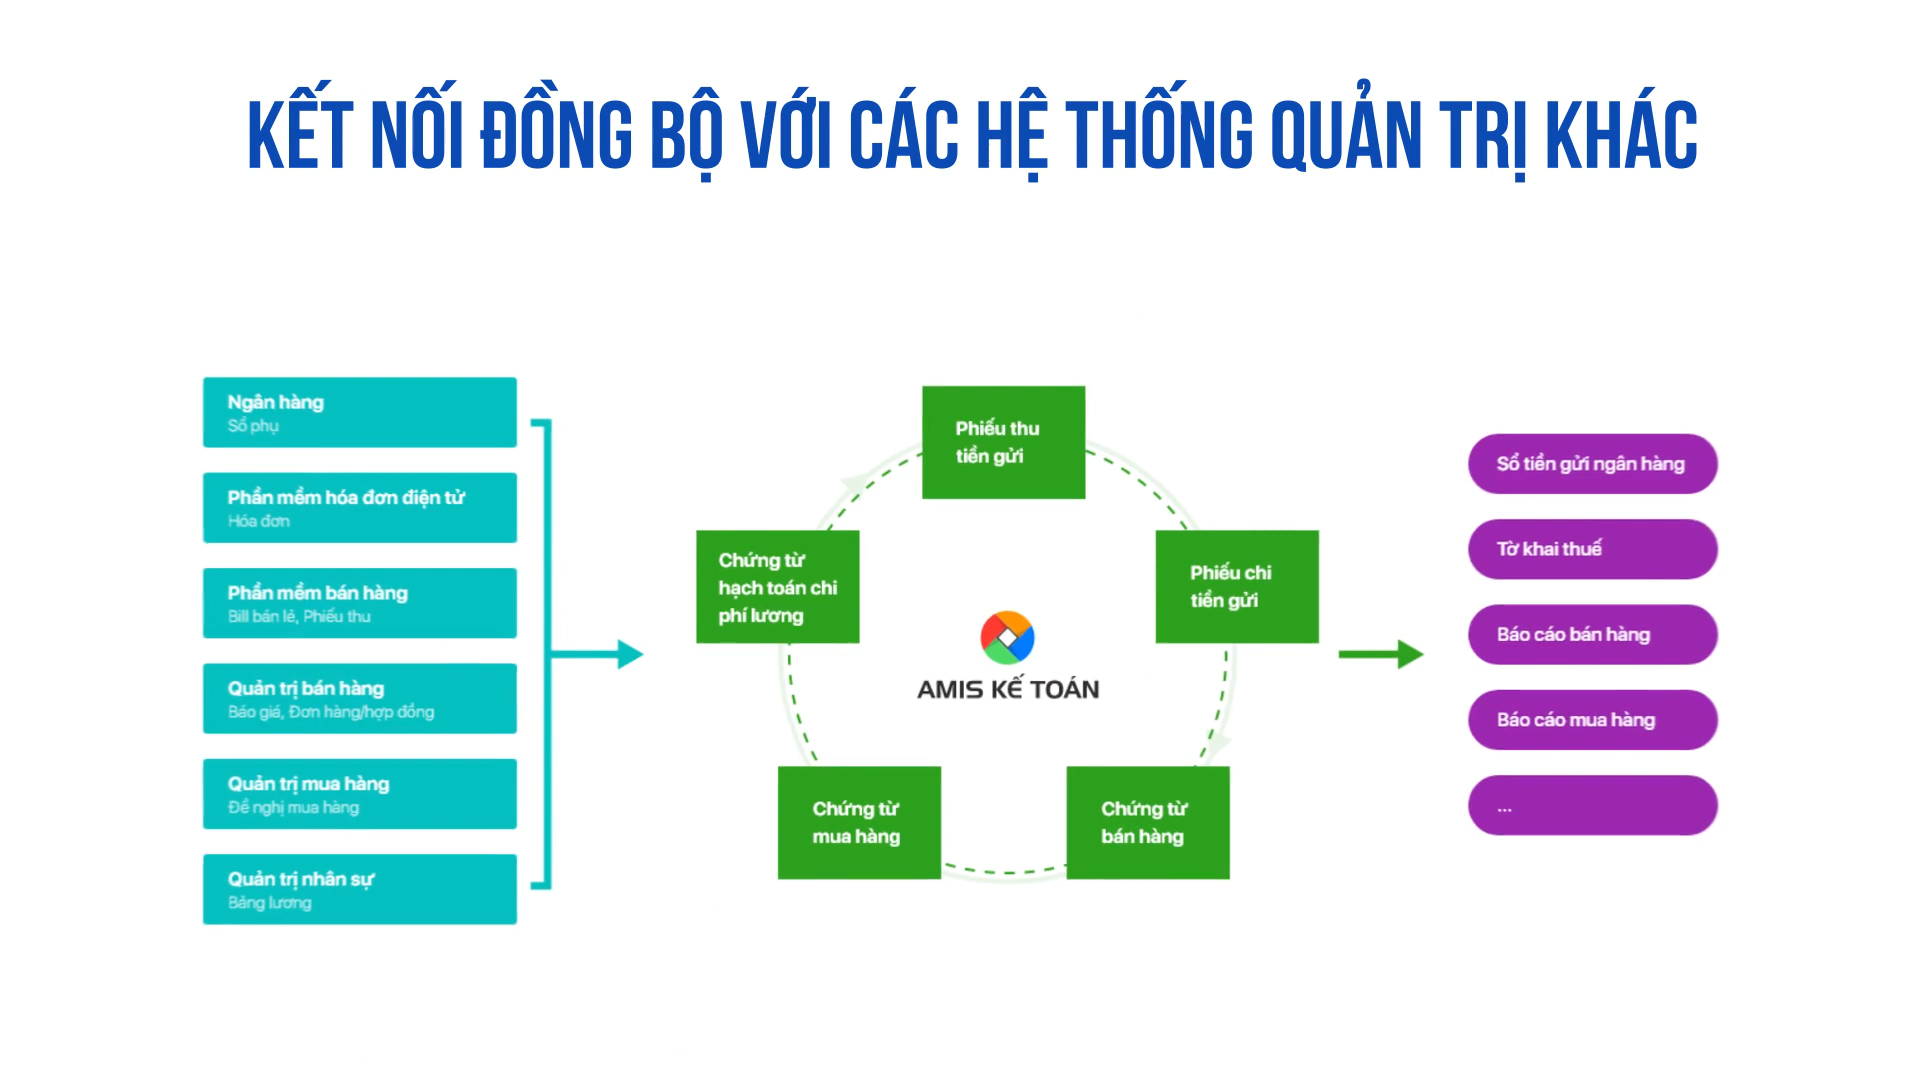 KẾT NỐI ĐỒNG BỘ VỚI CÁC HỆ THỐNG QUẢN TRỊ KHÁC
Ngân hàng
Sổ phụ
Phần mềm hóa đơn điện tử
Hóa đơn
Phần mềm bán hàng
Bill bán lẻ, Phiếu thu
Quản trị bán hàng
Báo giá, Đơn hàng/hợp đồng
Quản trị mua hàng
Đề nghị mua hàng
Quản trị nhân sự
Bảng lương
Phiếu thu
tiền gửi
Chứng từ
hạch toán chi
phí lương
Phiếu chi
tiền gửi
AMIS KẾ TOÁN
Chứng từ
mua hàng
Chứng từ
bán hàng
Sổ tiền gửi ngân hàng
Tờ khai thuế
Báo cáo bán hàng
Báo cáo mua hàng
...